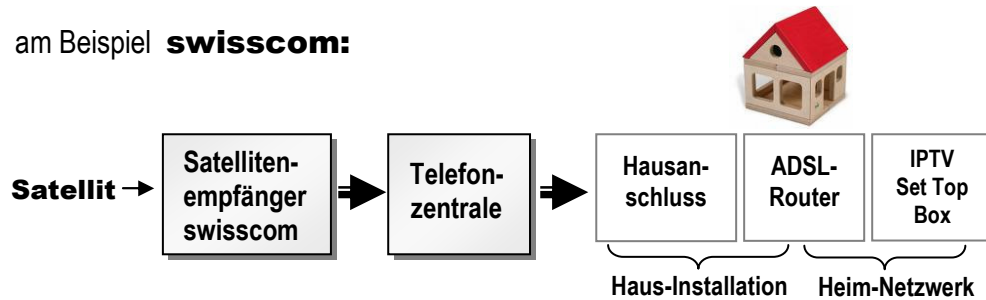 am Beispiel swisscom:
Satellit
Satelliten-
empfänger
swisscom
Telefon-
zentrale
Hausan-
schluss
ADSL-
Router
IPTV
Set Top
Box
Haus-Installation
Heim-Netzwerk